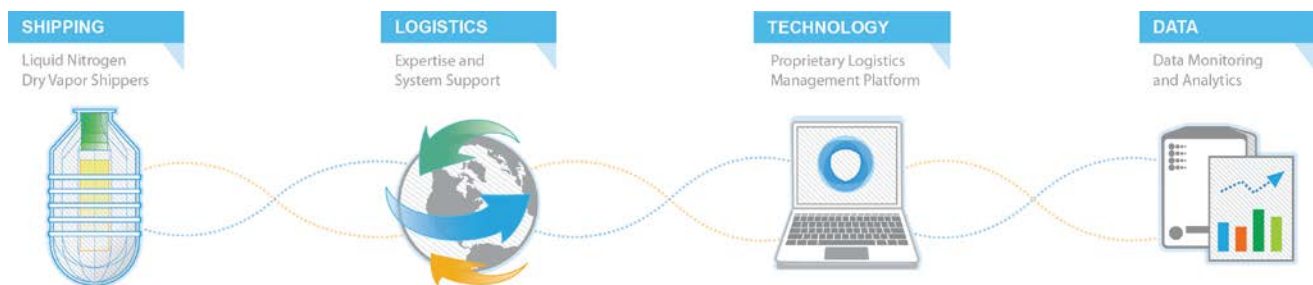 SHIPPING
Liquid Nitrogen
Dry Vapor Shippers
LOGISTICS
Expertise and
System Support
TECHNOLOGY
Proprietary Logistics
Management Platform
DATA
Data Monitoring
and Analytics